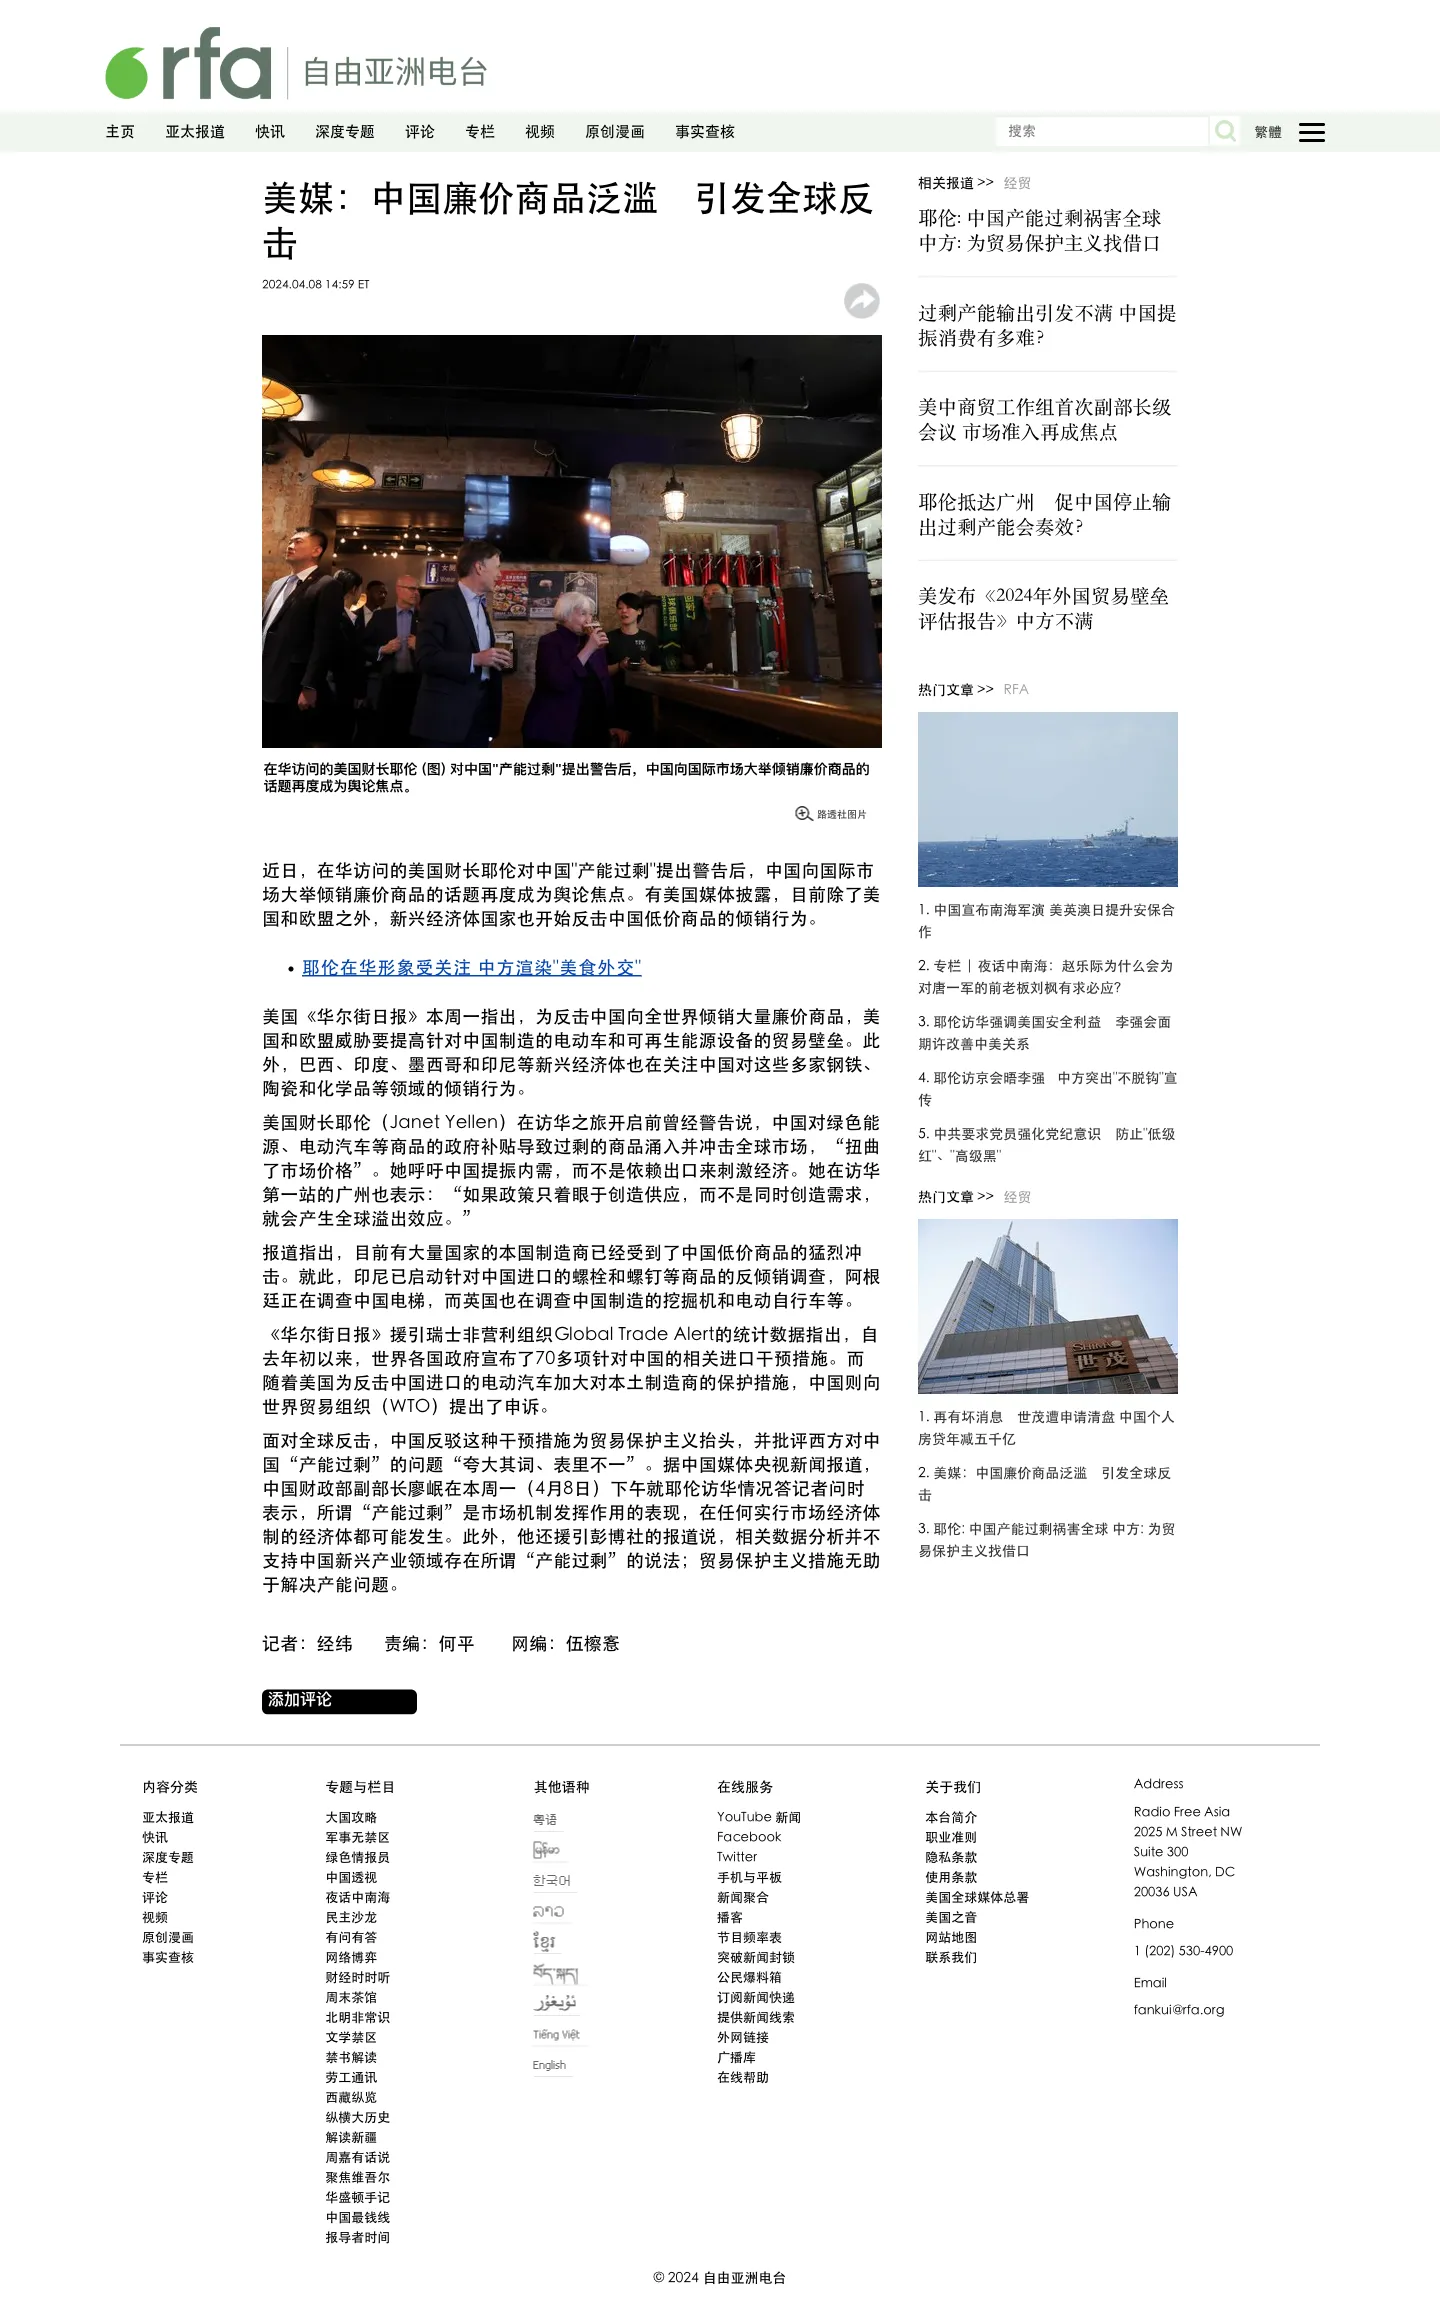 rfa 自由亚洲电台
主页 亚太报道 快讯 深度专题 评论 专栏 视频 原创漫画 事实查核 搜索 繁體
美媒：中国廉价商品泛滥　引发全球反
击
2024.04.08 14:59 ET
女厕
Woman
在华访问的美国财长耶伦 (图) 对中国"产能过剩"提出警告后，中国向国际市场大举倾销廉价商品的
话题再度成为舆论焦点。
路透社图片
近日，在华访问的美国财长耶伦对中国"产能过剩"提出警告后，中国向国际市
场大举倾销廉价商品的话题再度成为舆论焦点。有美国媒体披露，目前除了美
国和欧盟之外，新兴经济体国家也开始反击中国低价商品的倾销行为。
• 耶伦在华形象受关注 中方渲染"美食外交"
美国《华尔街日报》本周一指出，为反击中国向全世界倾销大量廉价商品，美
国和欧盟威胁要提高针对中国制造的电动车和可再生能源设备的贸易壁垒。此
外，巴西、印度、墨西哥和印尼等新兴经济体也在关注中国对这些多家钢铁、
陶瓷和化学品等领域的倾销行为。
美国财长耶伦（Janet Yellen）在访华之旅开启前曾经警告说，中国对绿色能
源、电动汽车等商品的政府补贴导致过剩的商品涌入并冲击全球市场，“扭曲
了市场价格”。她呼吁中国提振内需，而不是依赖出口来刺激经济。她在访华
第一站的广州也表示：“如果政策只着眼于创造供应，而不是同时创造需求，
就会产生全球溢出效应。”
报道指出，目前有大量国家的本国制造商已经受到了中国低价商品的猛烈冲
击。就此，印尼已启动针对中国进口的螺栓和螺钉等商品的反倾销调查，阿根
廷正在调查中国电梯，而英国也在调查中国制造的挖掘机和电动自行车等。
《华尔街日报》援引瑞士非营利组织Global Trade Alert的统计数据指出，自
去年初以来，世界各国政府宣布了70多项针对中国的相关进口干预措施。而
随着美国为反击中国进口的电动汽车加大对本土制造商的保护措施，中国则向
世界贸易组织（WTO）提出了申诉。
面对全球反击，中国反驳这种干预措施为贸易保护主义抬头，并批评西方对中
国“产能过剩”的问题“夸大其词、表里不一”。据中国媒体央视新闻报道，
中国财政部副部长廖岷在本周一（4月8日）下午就耶伦访华情况答记者问时
表示，所谓“产能过剩”是市场机制发挥作用的表现，在任何实行市场经济体
制的经济体都可能发生。此外，他还援引彭博社的报道说，相关数据分析并不
支持中国新兴产业领域存在所谓“产能过剩”的说法；贸易保护主义措施无助
于解决产能问题。
记者：经纬　　责编：何平　　网编：伍檫愙
添加评论
相关报道 >> 经贸
耶伦: 中国产能过剩祸害全球
中方: 为贸易保护主义找借口
过剩产能输出引发不满 中国提
振消费有多难?
美中商贸工作组首次副部长级
会议 市场准入再成焦点
耶伦抵达广州　促中国停止输
出过剩产能会奏效?
美发布《2024年外国贸易壁垒
评估报告》中方不满
热门文章 >> RFA
1. 中国宣布南海军演 美英澳日提升安保合
作
2. 专栏 | 夜话中南海：赵乐际为什么会为
对唐一军的前老板刘枫有求必应?
3. 耶伦访华强调美国安全利益　李强会面
期许改善中美关系
4. 耶伦访京会晤李强　中方突出"不脱钩"宣
传
5. 中共要求党员强化党纪意识　防止"低级
红"、"高级黑"
热门文章 >> 经贸
SHIMAO
世茂
1. 再有坏消息　世茂遭申请清盘 中国个人
房贷年减五千亿
2. 美媒：中国廉价商品泛滥　引发全球反
击
3. 耶伦: 中国产能过剩祸害全球 中方: 为贸
易保护主义找借口
内容分类
亚太报道
快讯
深度专题
专栏
评论
视频
原创漫画
事实查核
专题与栏目
大国攻略
军事无禁区
绿色情报员
中国透视
夜话中南海
民主沙龙
有问有答
网络博弈
财经时时听
周末茶馆
北明非常识
文学禁区
禁书解读
劳工通讯
西藏纵览
纵横大历史
解读新疆
周嘉有话说
聚焦维吾尔
华盛顿手记
中国最钱线
报导者时间
其他语种
粤语
မြန်မာ
한국어
ລາວ
ខ្មែរ
བོད་སྐད།
ئۇيغۇر
Tiếng Việt
English
在线服务
YouTube 新闻
Facebook
Twitter
手机与平板
新闻聚合
播客
节目频率表
突破新闻封锁
公民爆料箱
订阅新闻快递
提供新闻线索
外网链接
广播库
在线帮助
关于我们
本台简介
职业准则
隐私条款
使用条款
美国全球媒体总署
美国之音
网站地图
联系我们
Address
Radio Free Asia
2025 M Street NW
Suite 300
Washington, DC
20036 USA
Phone
1 (202) 530-4900
Email
fankui@rfa.org
© 2024 自由亚洲电台